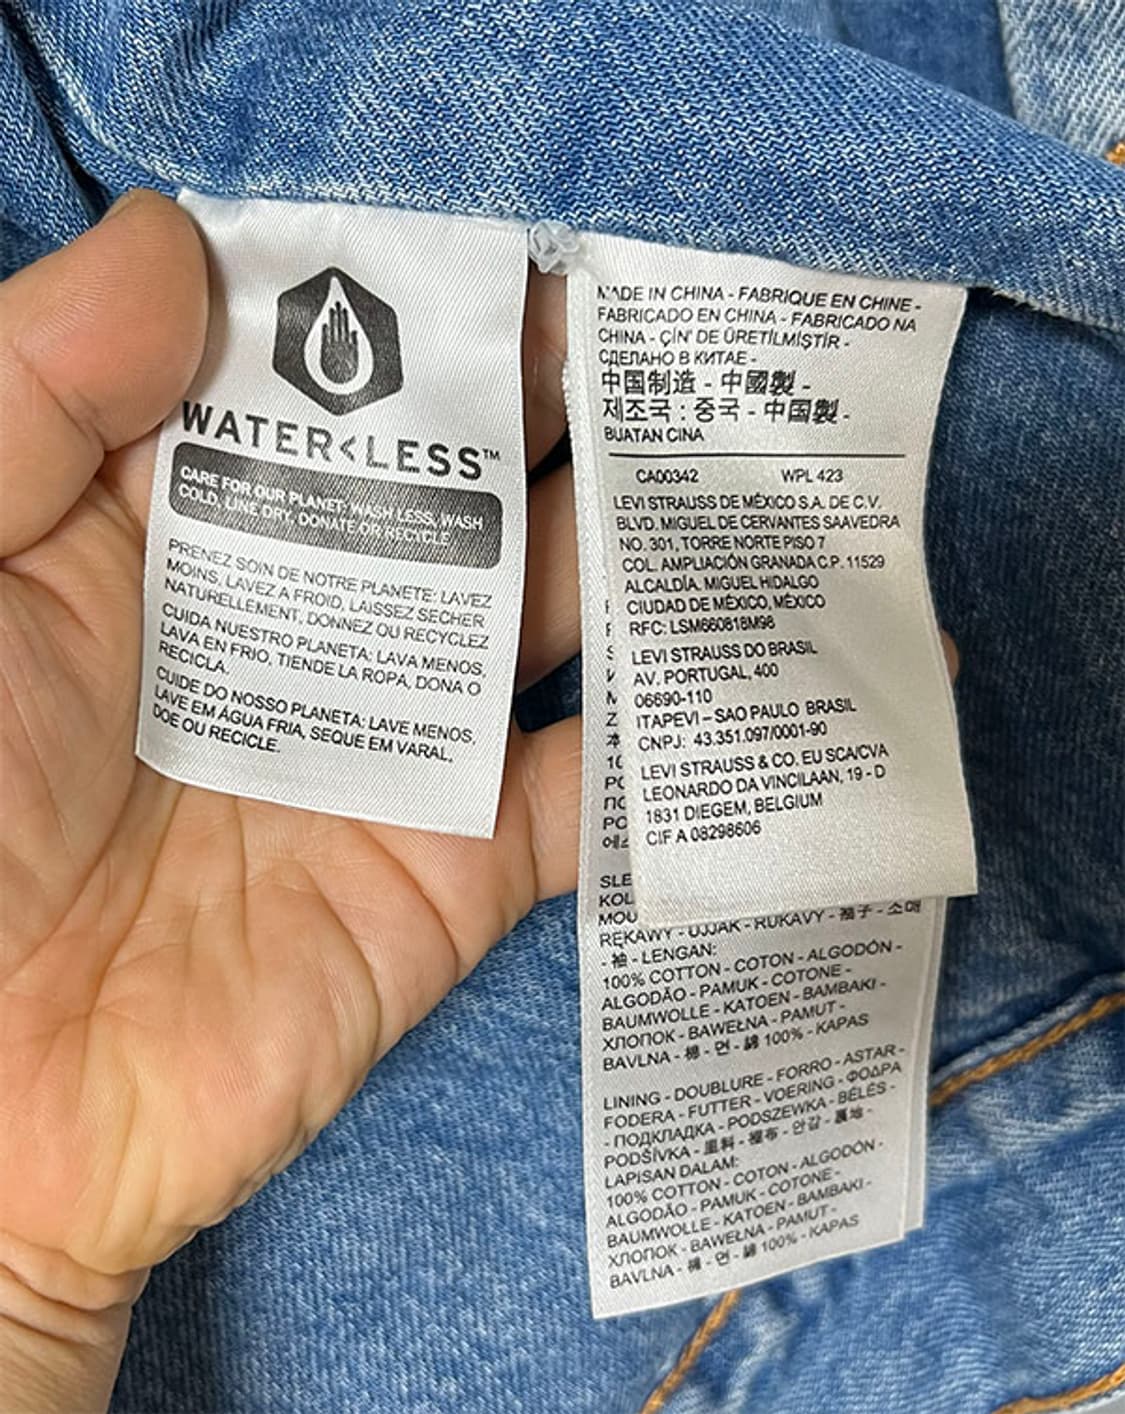 WATER<LESS™
CARE FOR OUR PLANET: WASH LESS, WASH
COLD, LINE DRY, DONATE OR RECYCLE
PRENEZ SOIN DE NOTRE PLANETE: LAVEZ
MOINS, LAVEZ A FROID, LAISSEZ SECHER
NATURELLEMENT, DONNEZ OU RECYCLEZ
CUIDA NUESTRO PLANETA: LAVA MENOS,
LAVA EN FRIO, TIENDE LA ROPA, DONA O
RECICLA.
CUIDE DO NOSSO PLANETA: LAVE MENOS,
LAVE EM ÁGUA FRIA, SEQUE EM VARAL,
DOE OU RECICLE.
MADE IN CHINA - FABRIQUE EN CHINE -
FABRICADO EN CHINA - FABRICADO NA
CHINA - ÇİN' DE ÜRETİLMİŞTİR -
СДЕЛАНО В КИТАЕ -
中国制造 - 中國製 -
제조국 : 중국 - 中国製 -
BUATAN CINA
CA00342 WPL 423
LEVI STRAUSS DE MÉXICO S.A. DE C.V.
BLVD. MIGUEL DE CERVANTES SAAVEDRA
NO. 301, TORRE NORTE PISO 7
COL. AMPLIACIÓN GRANADA C.P. 11529
ALCALDÍA. MIGUEL HIDALGO
CIUDAD DE MÉXICO, MÉXICO
RFC: LSM660818M98
LEVI STRAUSS DO BRASIL
AV. PORTUGAL, 400
06690-110
ITAPEVI – SAO PAULO BRASIL
CNPJ: 43.351.097/0001-90
LEVI STRAUSS & CO. EU SCA/CVA
LEONARDO DA VINCILAAN, 19 - D
1831 DIEGEM, BELGIUM
CIF A 08298606
SLE
KOL
MOU
RĘKAWY - UJJAK - RUKÁVY - 袖子 - 소매
- 袖 - LENGAN:
100% COTTON - COTON - ALGODÓN -
ALGODÃO - PAMUK - COTONE -
BAUMWOLLE - KATOEN - ΒΑΜΒΑΚΙ -
ХЛОПОК - BAWEŁNA - PAMUT -
BAVLNA - 棉 - 면 - 綿 100% - KAPAS
LINING - DOUBLURE - FORRO - ASTAR -
FODERA - FUTTER - VOERING - ΦΟΔΡΑ
- ПОДКЛАДКА - PODSZEWKA - BÉLÉS -
PODŠÍVKA - 里料 - 襯布 - 안감 - 裏地 -
LAPISAN DALAM:
100% COTTON - COTON - ALGODÓN -
ALGODÃO - PAMUK - COTONE -
BAUMWOLLE - KATOEN - ΒΑΜΒΑΚΙ -
ХЛОПОК - BAWEŁNA - PAMUT -
BAVLNA - 棉 - 면 - 綿 100% - KAPAS